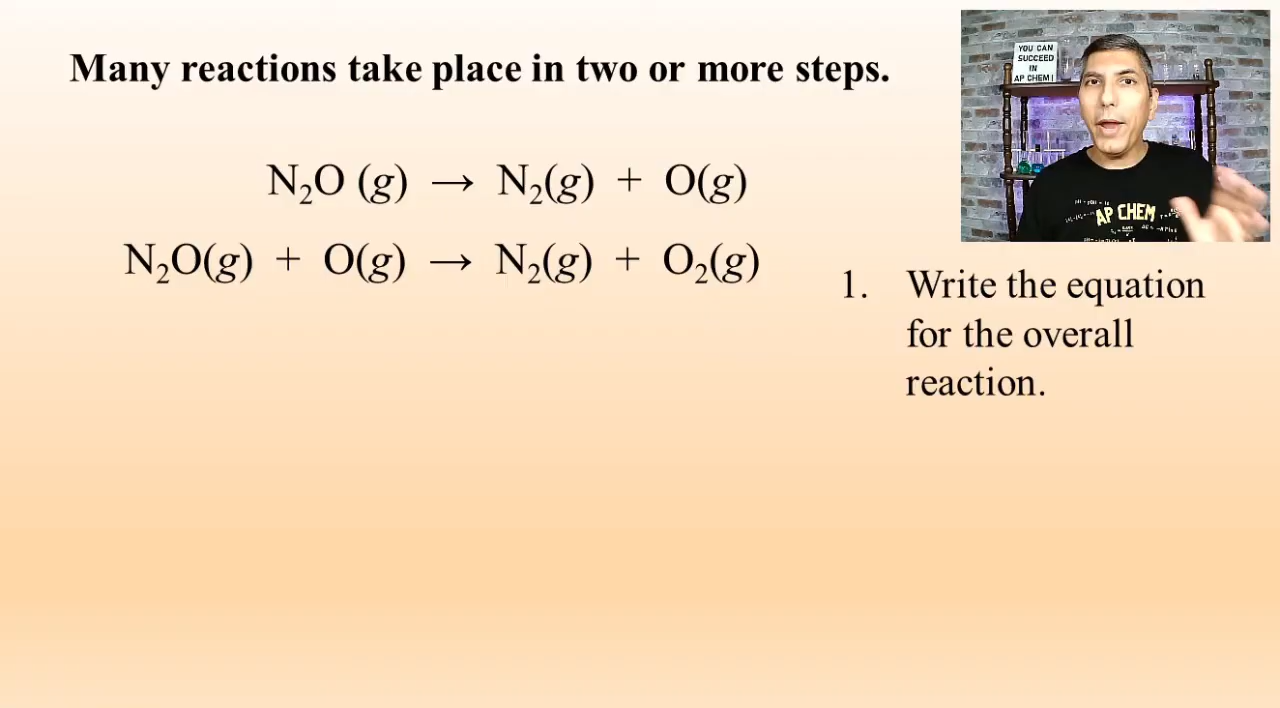 Many reactions take place in two or more steps.
YOU CAN
SUCCEED
IN
AP CHEM!
N₂O (g) → N₂(g) + O(g)
AP CHEM
N₂O(g) + O(g) → N₂(g) + O₂(g)
1. Write the equation
for the overall
reaction.